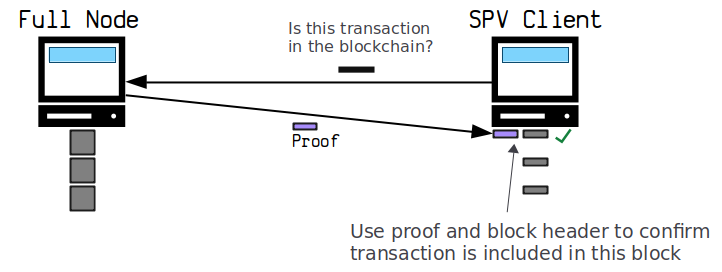 Full Node
SPV Client
Is this transaction
in the blockchain?
Proof
Use proof and block header to confirm
transaction is included in this block